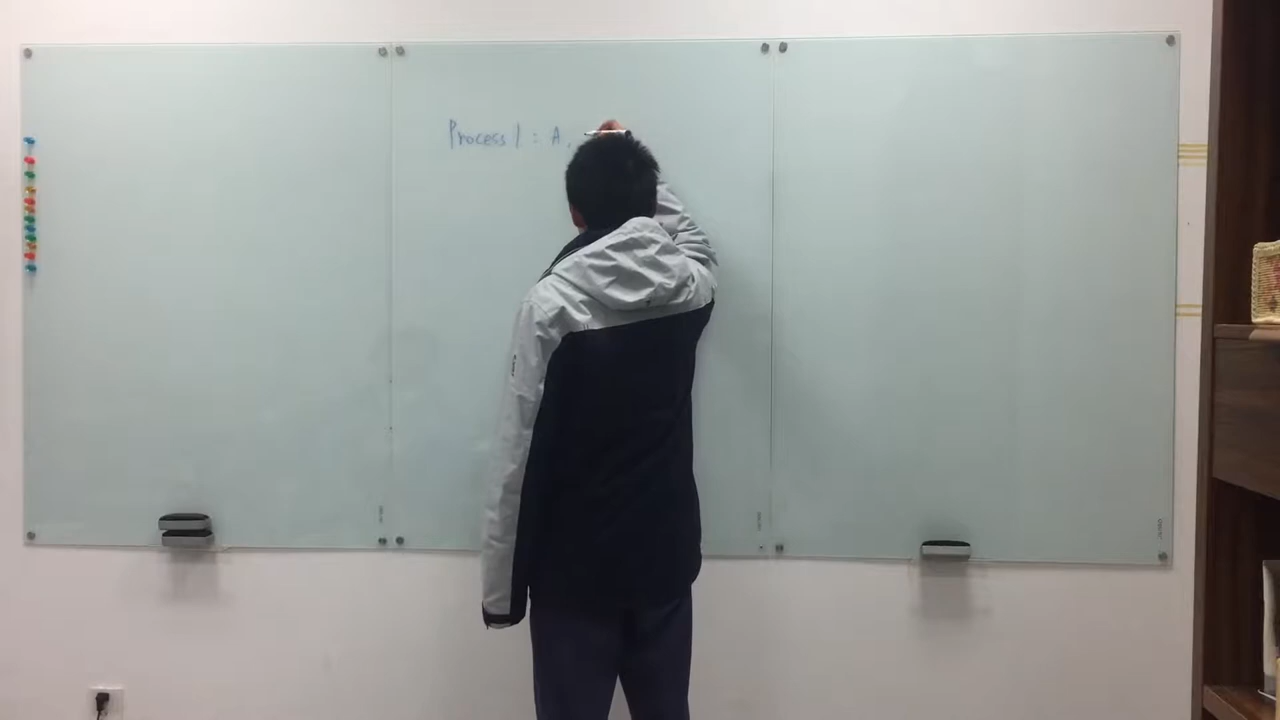 Process 1 : A,